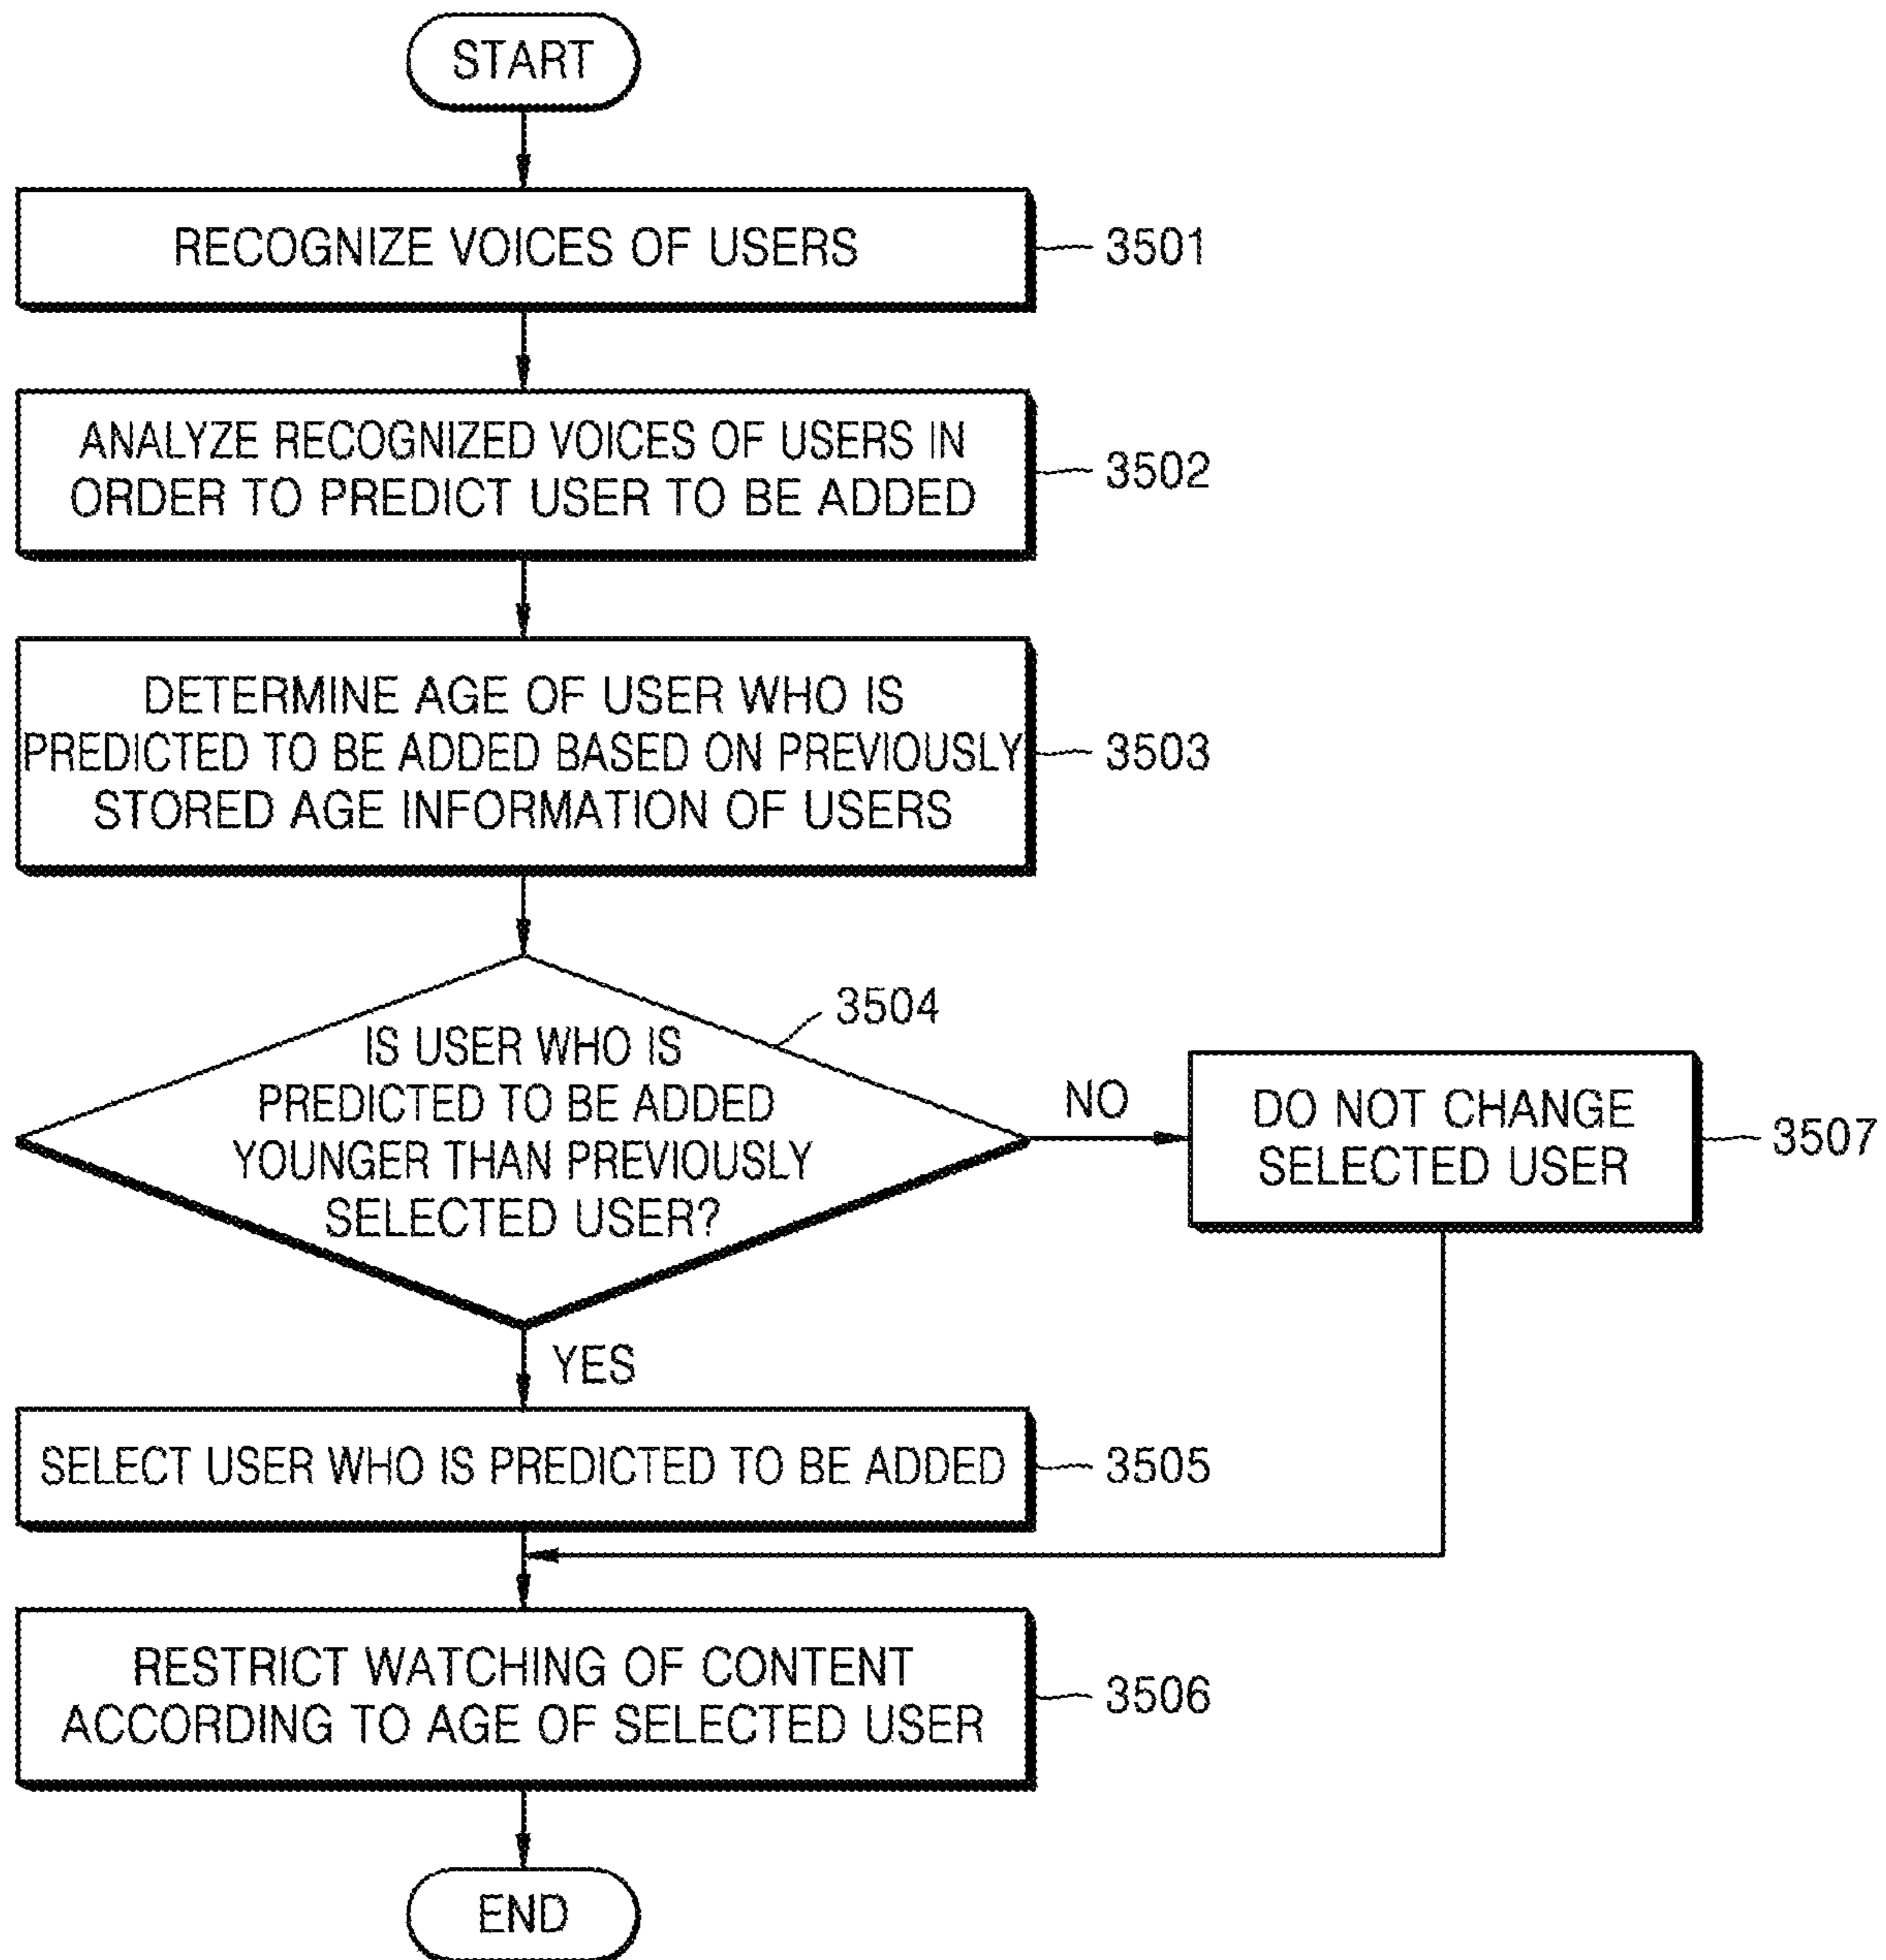 START
RECOGNIZE VOICES OF USERS
3501
ANALYZE RECOGNIZED VOICES OF USERS IN
ORDER TO PREDICT USER TO BE ADDED
3502
DETERMINE AGE OF USER WHO IS
PREDICTED TO BE ADDED BASED ON PREVIOUSLY
STORED AGE INFORMATION OF USERS
3503
3504
IS USER WHO IS
PREDICTED TO BE ADDED
YOUNGER THAN PREVIOUSLY
SELECTED USER?
NO
DO NOT CHANGE
SELECTED USER
3507
YES
SELECT USER WHO IS PREDICTED TO BE ADDED
3505
RESTRICT WATCHING OF CONTENT
ACCORDING TO AGE OF SELECTED USER
3506
END